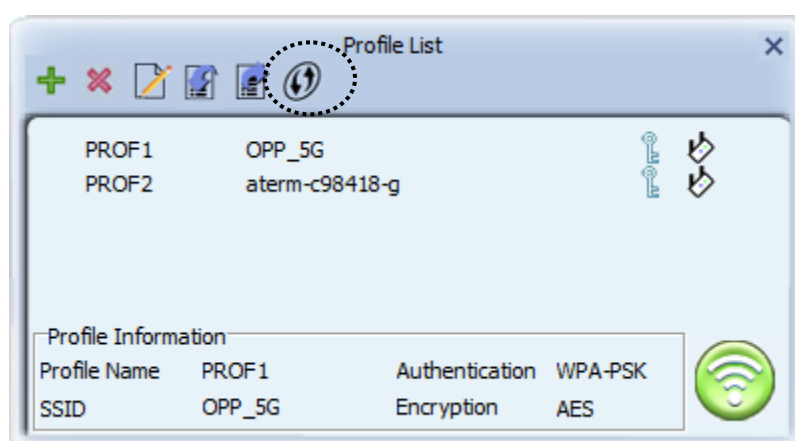 Profile List
PROF1 OPP_5G
PROF2 aterm-c98418-g
Profile Information
Profile Name PROF1 Authentication WPA-PSK
SSID OPP_5G Encryption AES